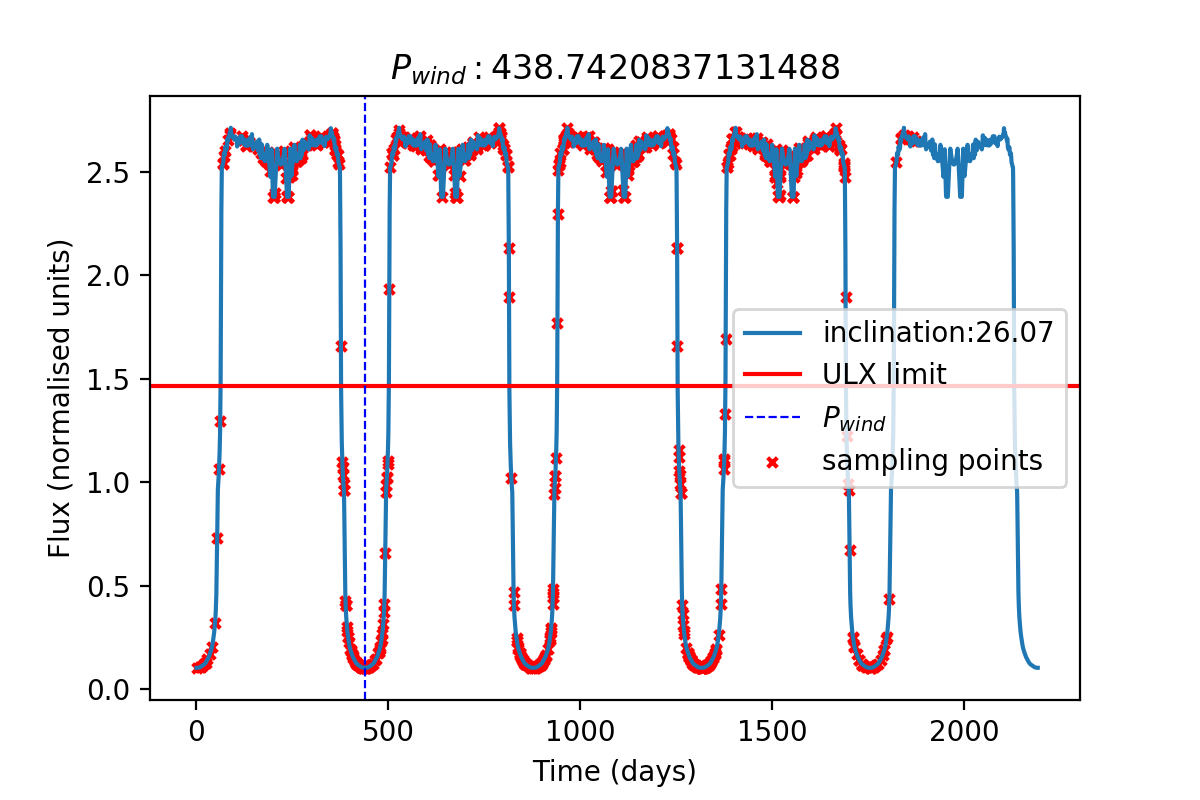 P_wind : 438.7420837131488
Flux (normalised units)
2.5
2.0
1.5
1.0
0.5
0.0
inclination:26.07
ULX limit
P_wind
sampling points
0 500 1000 1500 2000
Time (days)